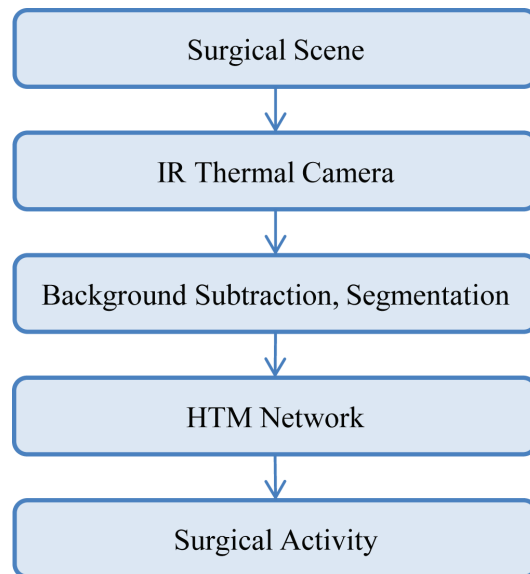 Surgical Scene
IR Thermal Camera
Background Subtraction, Segmentation
HTM Network
Surgical Activity